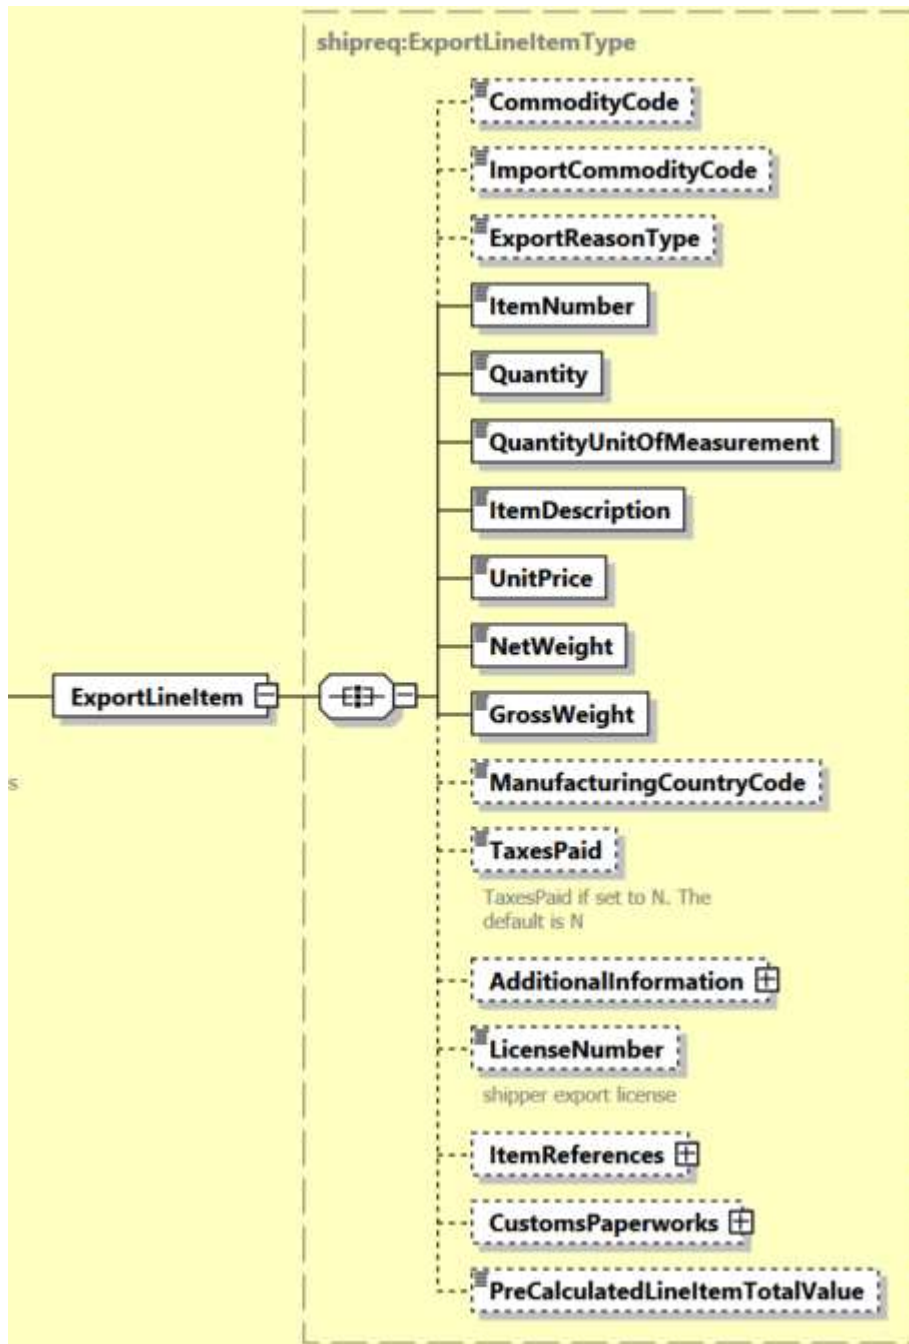 shipreq:ExportLineItemType
CommodityCode
ImportCommodityCode
ExportReasonType
ItemNumber
Quantity
QuantityUnitOfMeasurement
ItemDescription
UnitPrice
NetWeight
ExportLineItem
GrossWeight
s
ManufacturingCountryCode
TaxesPaid
TaxesPaid if set to N. The
default is N
AdditionalInformation
LicenseNumber
shipper export license
ItemReferences
CustomsPaperworks
PreCalculatedLineItemTotalValue